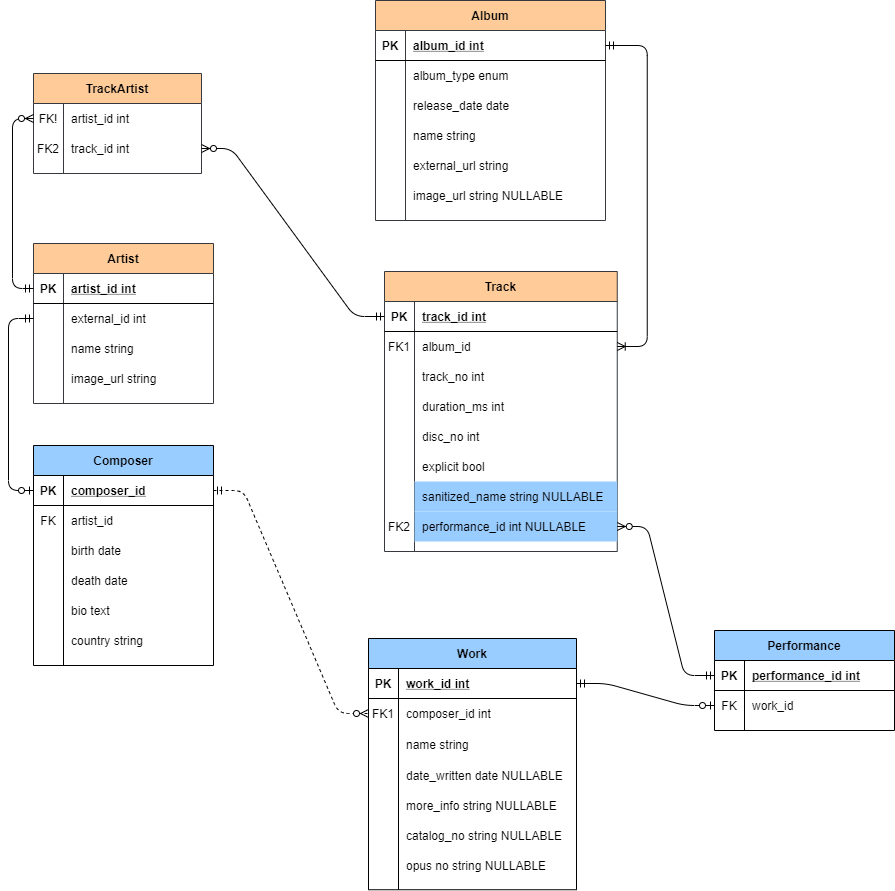 Album
PK album_id int
album_type enum
release_date date
name string
external_url string
image_url string NULLABLE
TrackArtist
FK! artist_id int
FK2 track_id int
Artist
PK artist_id int
external_id int
name string
image_url string
Track
PK track_id int
FK1 album_id
track_no int
duration_ms int
disc_no int
explicit bool
sanitized_name string NULLABLE
FK2 performance_id int NULLABLE
Composer
PK composer_id
FK artist_id
birth date
death date
bio text
country string
Work
PK work_id int
FK1 composer_id int
name string
date_written date NULLABLE
more_info string NULLABLE
catalog_no string NULLABLE
opus no string NULLABLE
Performance
PK performance_id int
FK work_id